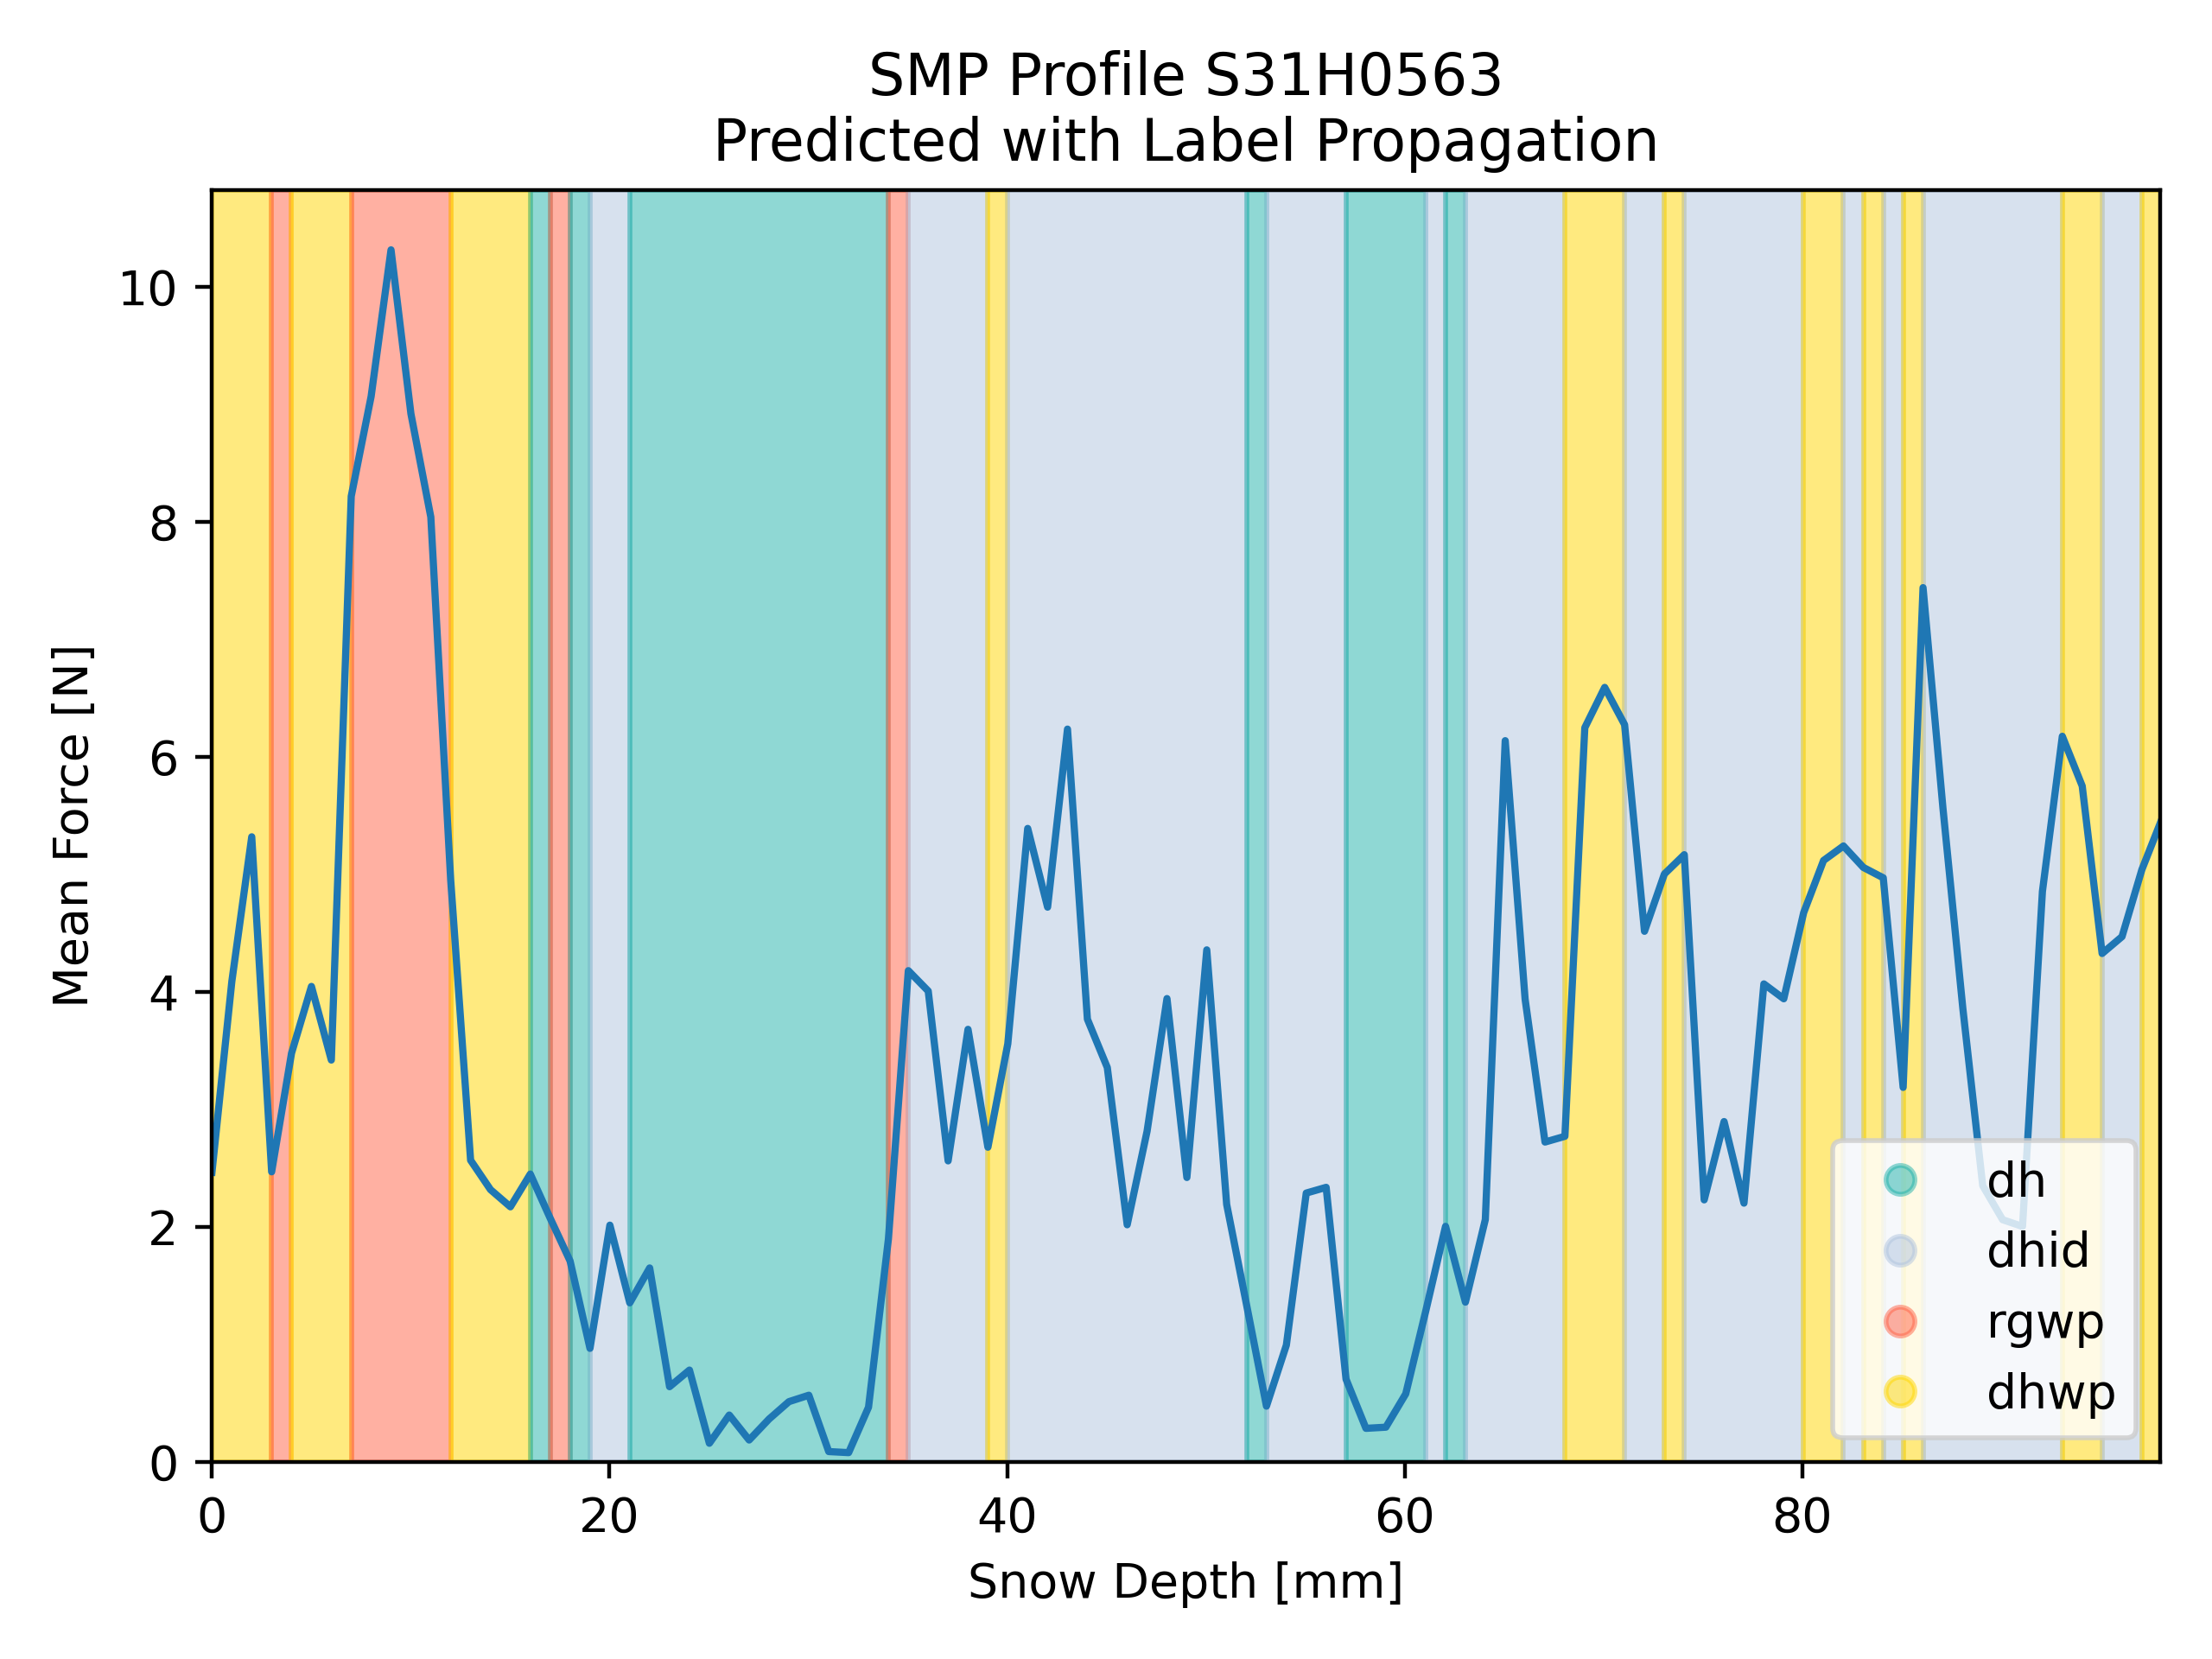 SMP Profile S31H0563
Predicted with Label Propagation
Mean Force [N]
10
8
6
4
2
0
0 20 40 60 80
Snow Depth [mm]
dh
dhid
rgwp
dhwp